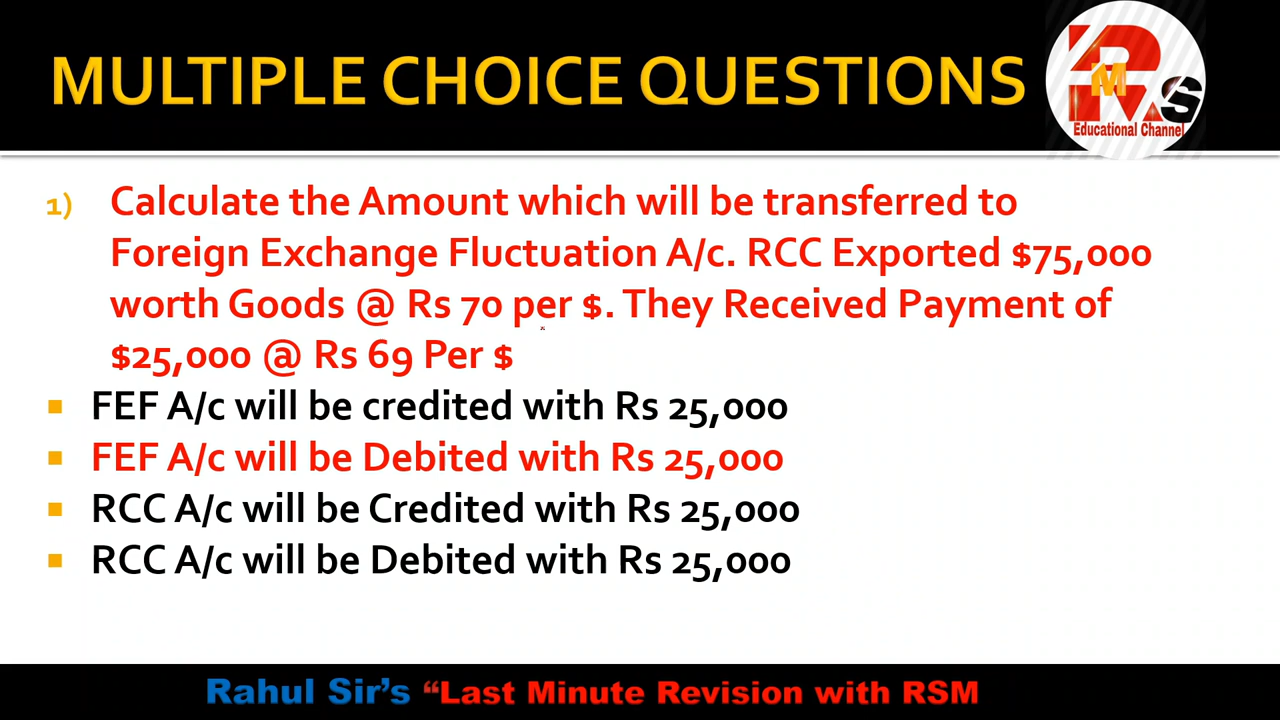 MULTIPLE CHOICE QUESTIONS
RMS
Educational Channel
1) Calculate the Amount which will be transferred to
Foreign Exchange Fluctuation A/c. RCC Exported $75,000
worth Goods @ Rs 70 per $. They Received Payment of
$25,000 @ Rs 69 Per $
FEF A/c will be credited with Rs 25,000
FEF A/c will be Debited with Rs 25,000
RCC A/c will be Credited with Rs 25,000
RCC A/c will be Debited with Rs 25,000
Rahul Sir’s “Last Minute Revision with RSM